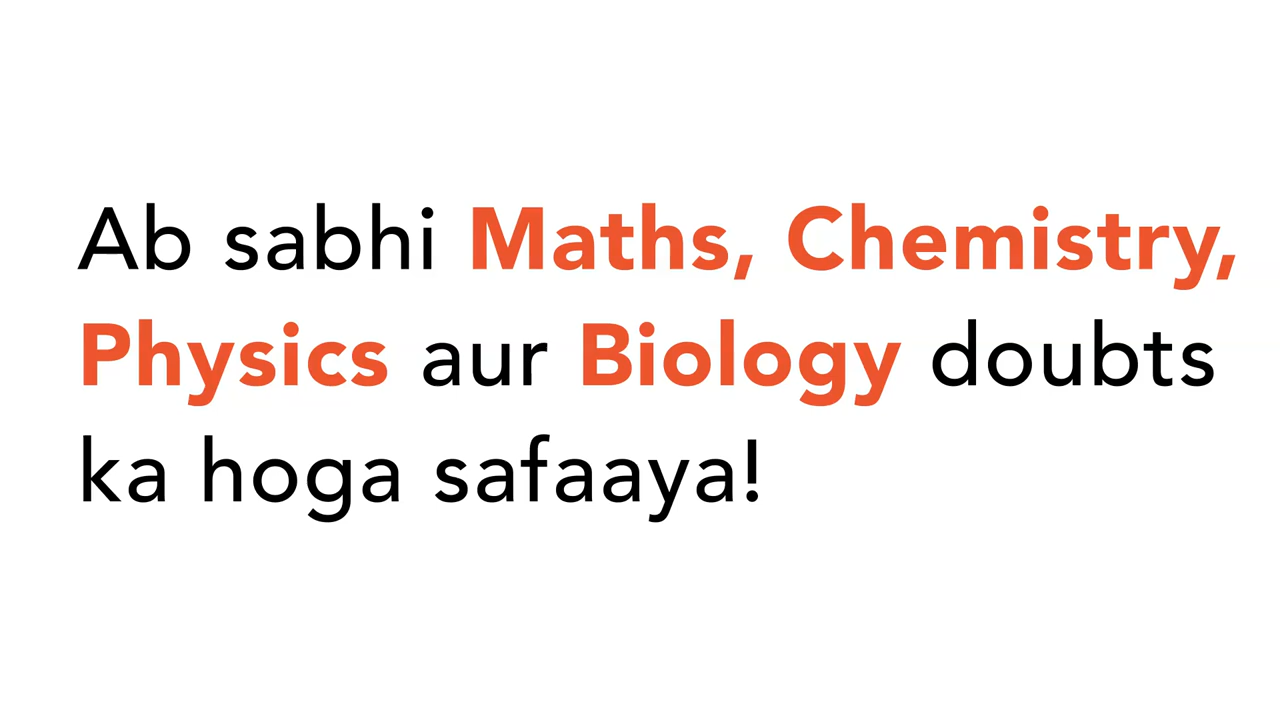 Ab sabhi Maths, Chemistry,
Physics aur Biology doubts
ka hoga safaaya!